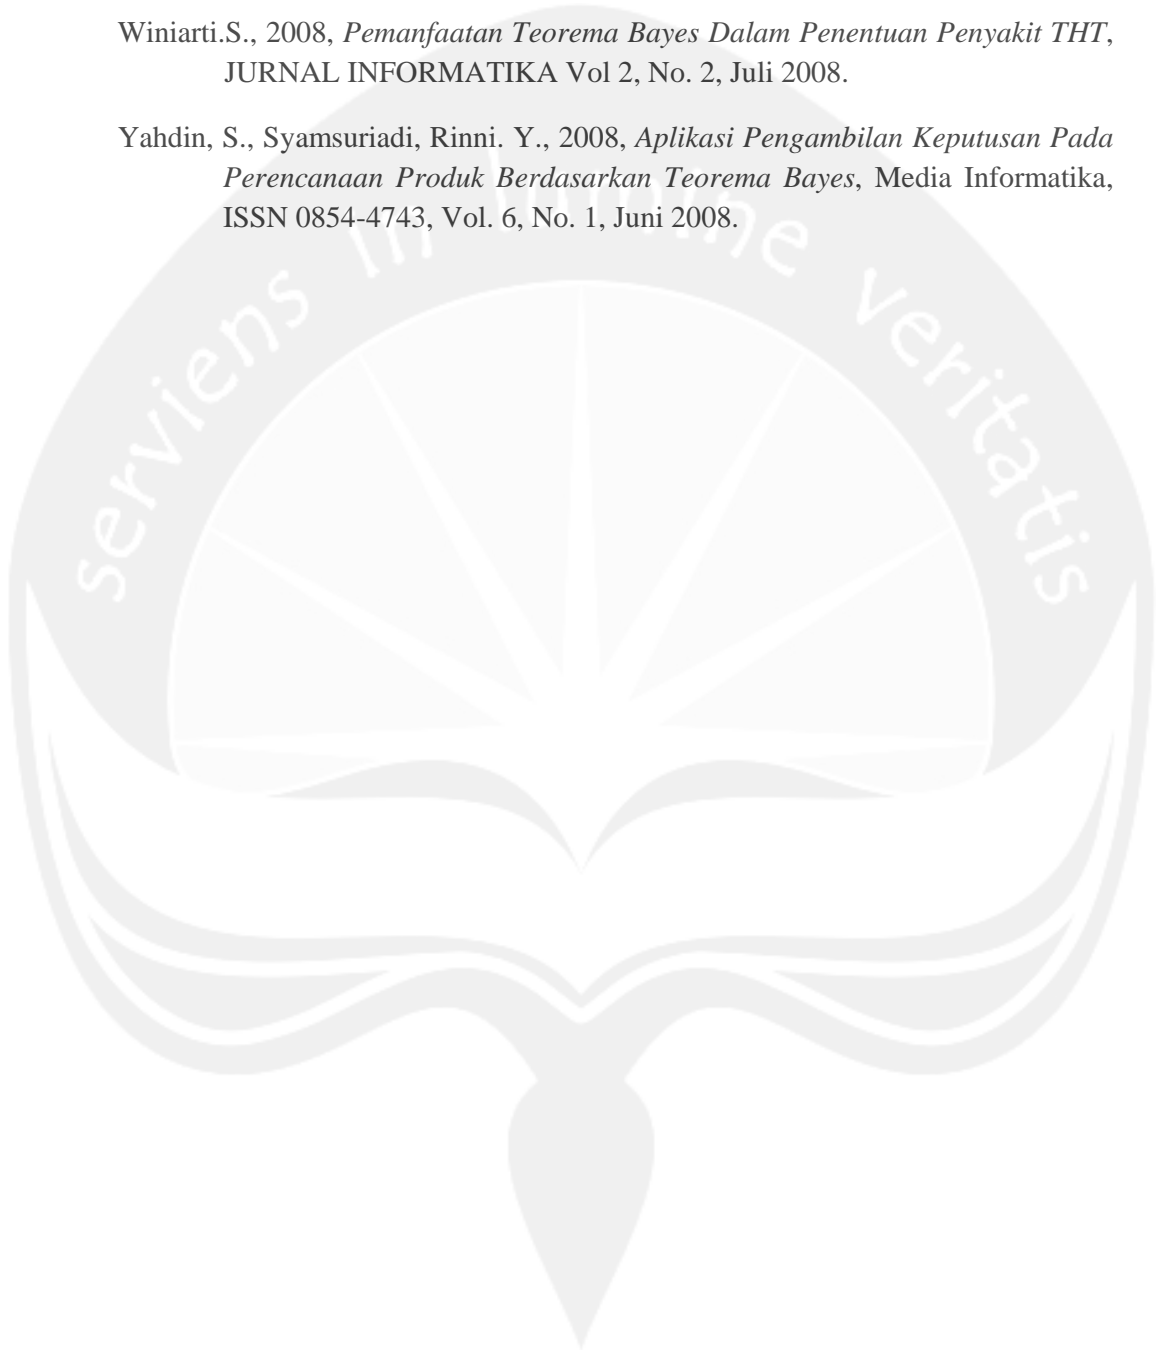 Winiarti.S., 2008, Pemanfaatan Teorema Bayes Dalam Penentuan Penyakit THT,
JURNAL INFORMATIKA Vol 2, No. 2, Juli 2008.
Yahdin, S., Syamsuriadi, Rinni. Y., 2008, Aplikasi Pengambilan Keputusan Pada
Perencanaan Produk Berdasarkan Teorema Bayes, Media Informatika,
ISSN 0854-4743, Vol. 6, No. 1, Juni 2008.
serviens in lumine veritatis